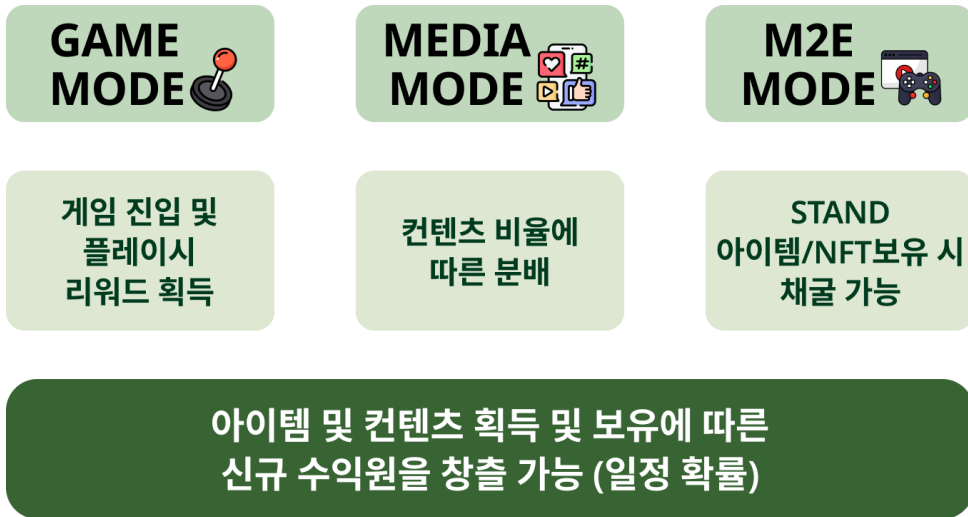 GAME
MODE
MEDIA
MODE
#
M2E
MODE
게임 진입 및
플레이시
리워드 획득
컨텐츠 비율에
따른 분배
STAND
아이템/NFT보유 시
채굴 가능
아이템 및 컨텐츠 획득 및 보유에 따른
신규 수익원을 창출 가능 (일정 확률)